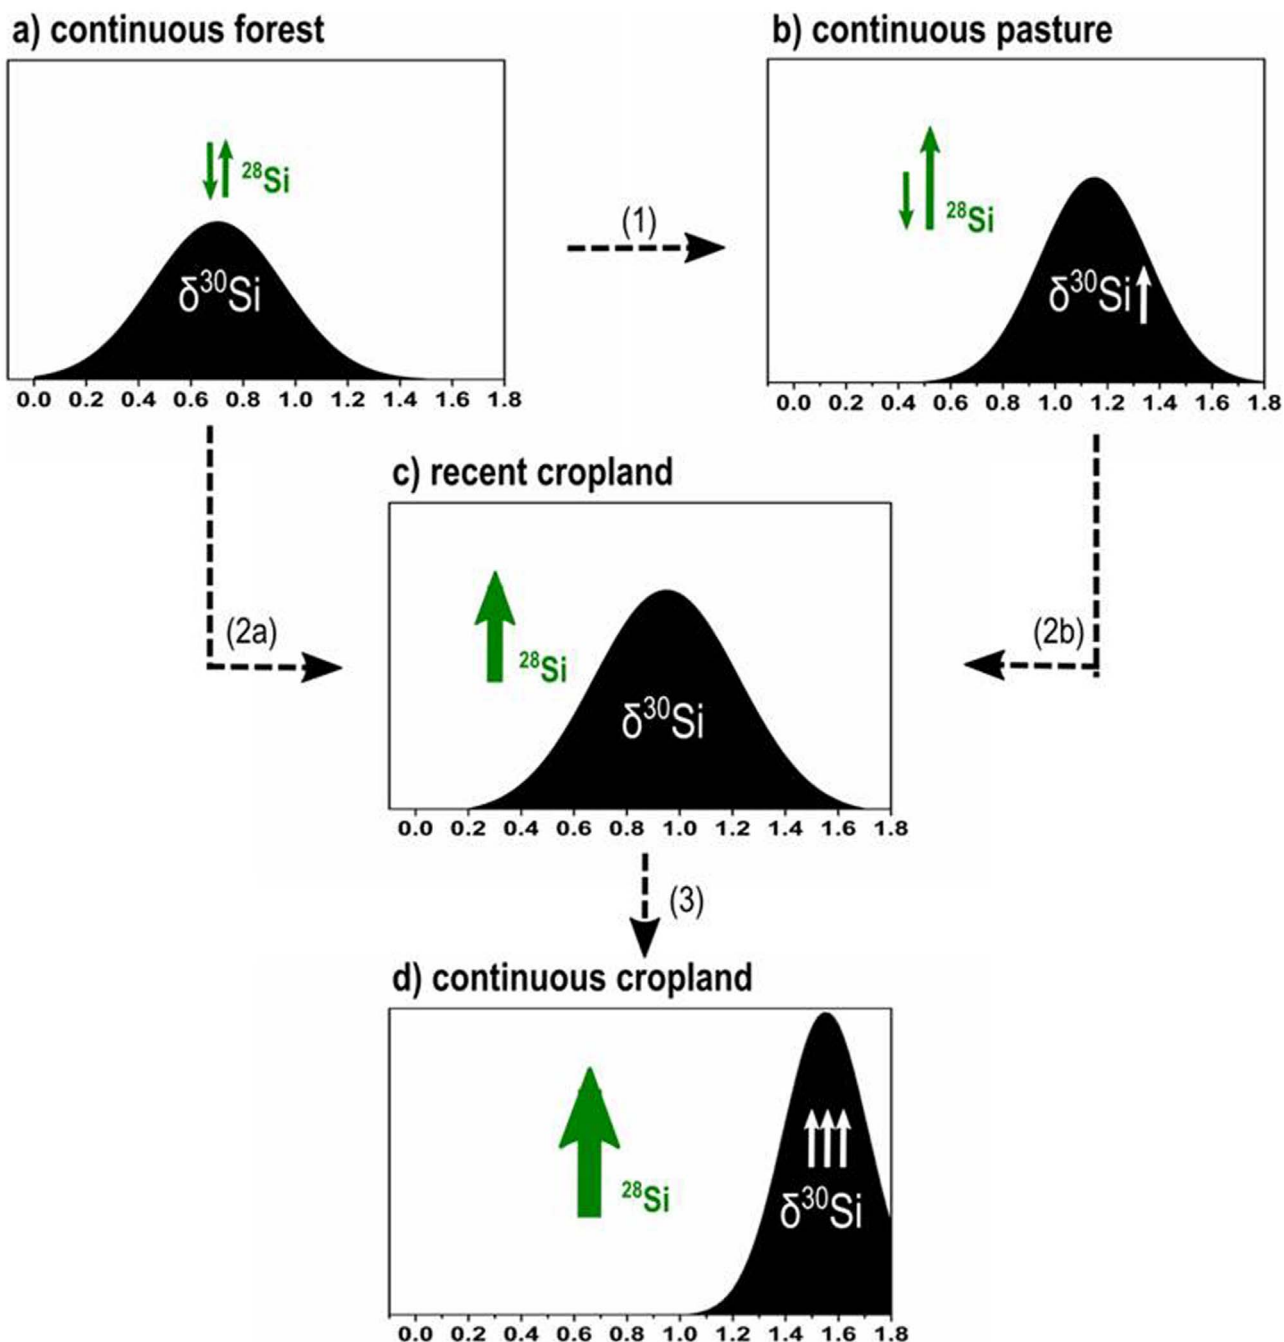 a) continuous forest
b) continuous pasture
²⁸Si
δ³⁰Si
0.0 0.2 0.4 0.6 0.8 1.0 1.2 1.4 1.6 1.8
(1)
²⁸Si
δ³⁰Si
0.0 0.2 0.4 0.6 0.8 1.0 1.2 1.4 1.6 1.8
c) recent cropland
(2a)
(2b)
²⁸Si
δ³⁰Si
0.0 0.2 0.4 0.6 0.8 1.0 1.2 1.4 1.6 1.8
(3)
d) continuous cropland
²⁸Si
δ³⁰Si
0.0 0.2 0.4 0.6 0.8 1.0 1.2 1.4 1.6 1.8